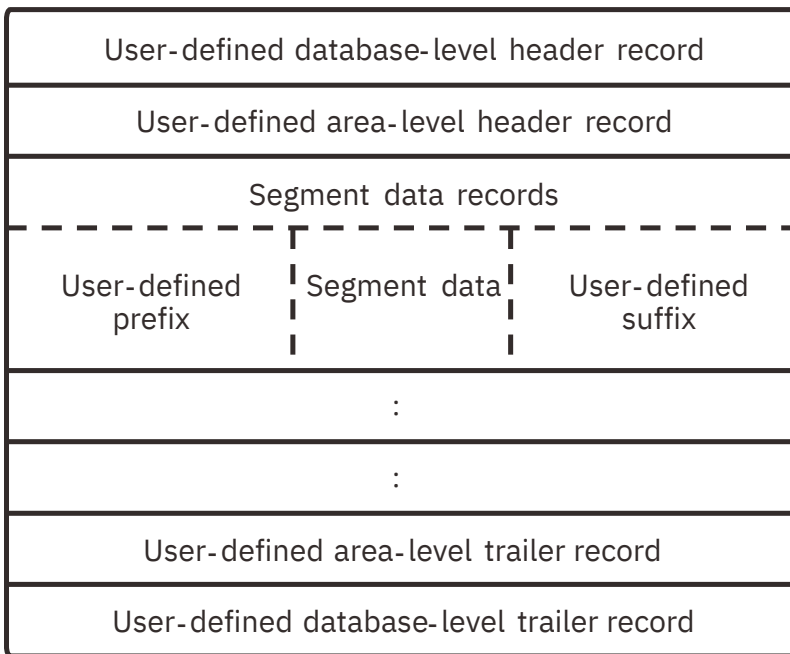 User-defined database-level header record
User-defined area-level header record
Segment data records
User-defined
prefix
Segment data
User-defined
suffix
:
:
User-defined area-level trailer record
User-defined database-level trailer record